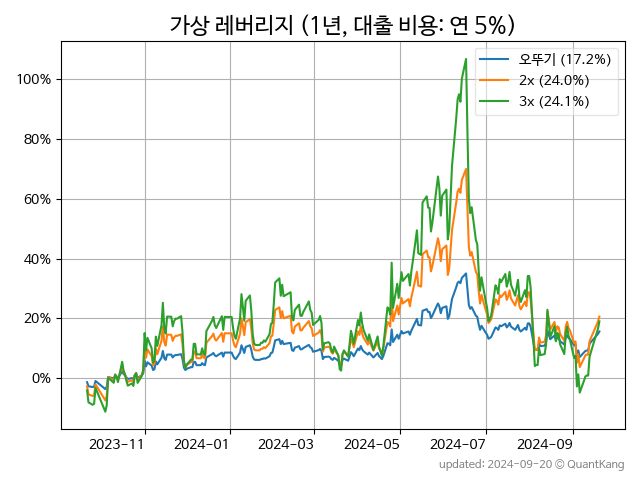 가상 레버리지 (1년, 대출 비용: 연 5%)
오뚜기 (17.2%)
2x (24.0%)
3x (24.1%)
100%
80%
60%
40%
20%
0%
2023-11
2024-01
2024-03
2024-05
2024-07
2024-09
updated: 2024-09-20 © QuantKang